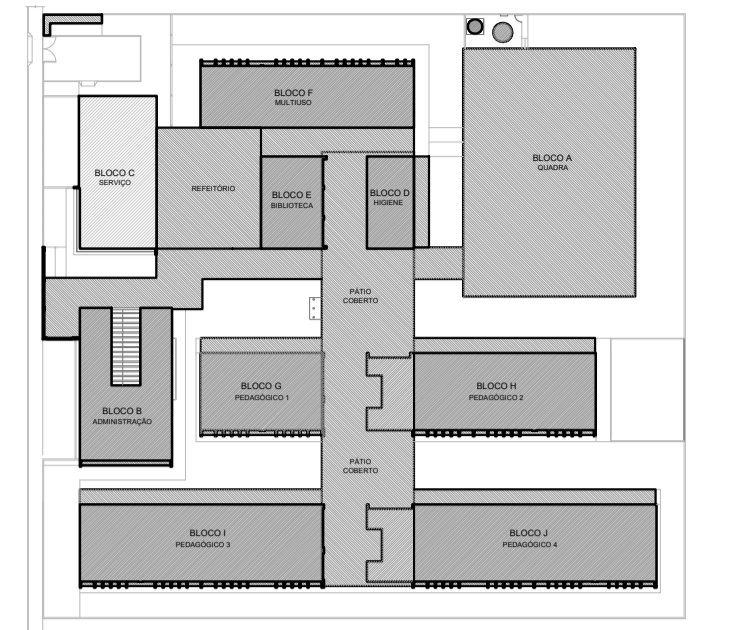 BLOCO F
MULTIUSO
BLOCO A
QUADRA
BLOCO C
SERVIÇO
REFEITÓRIO
BLOCO E
BIBLIOTECA
BLOCO D
HIGIENE
PÁTIO
COBERTO
BLOCO G
PEDAGÓGICO 1
BLOCO H
PEDAGÓGICO 2
BLOCO B
ADMINISTRAÇÃO
PÁTIO
COBERTO
BLOCO I
PEDAGÓGICO 3
BLOCO J
PEDAGÓGICO 4